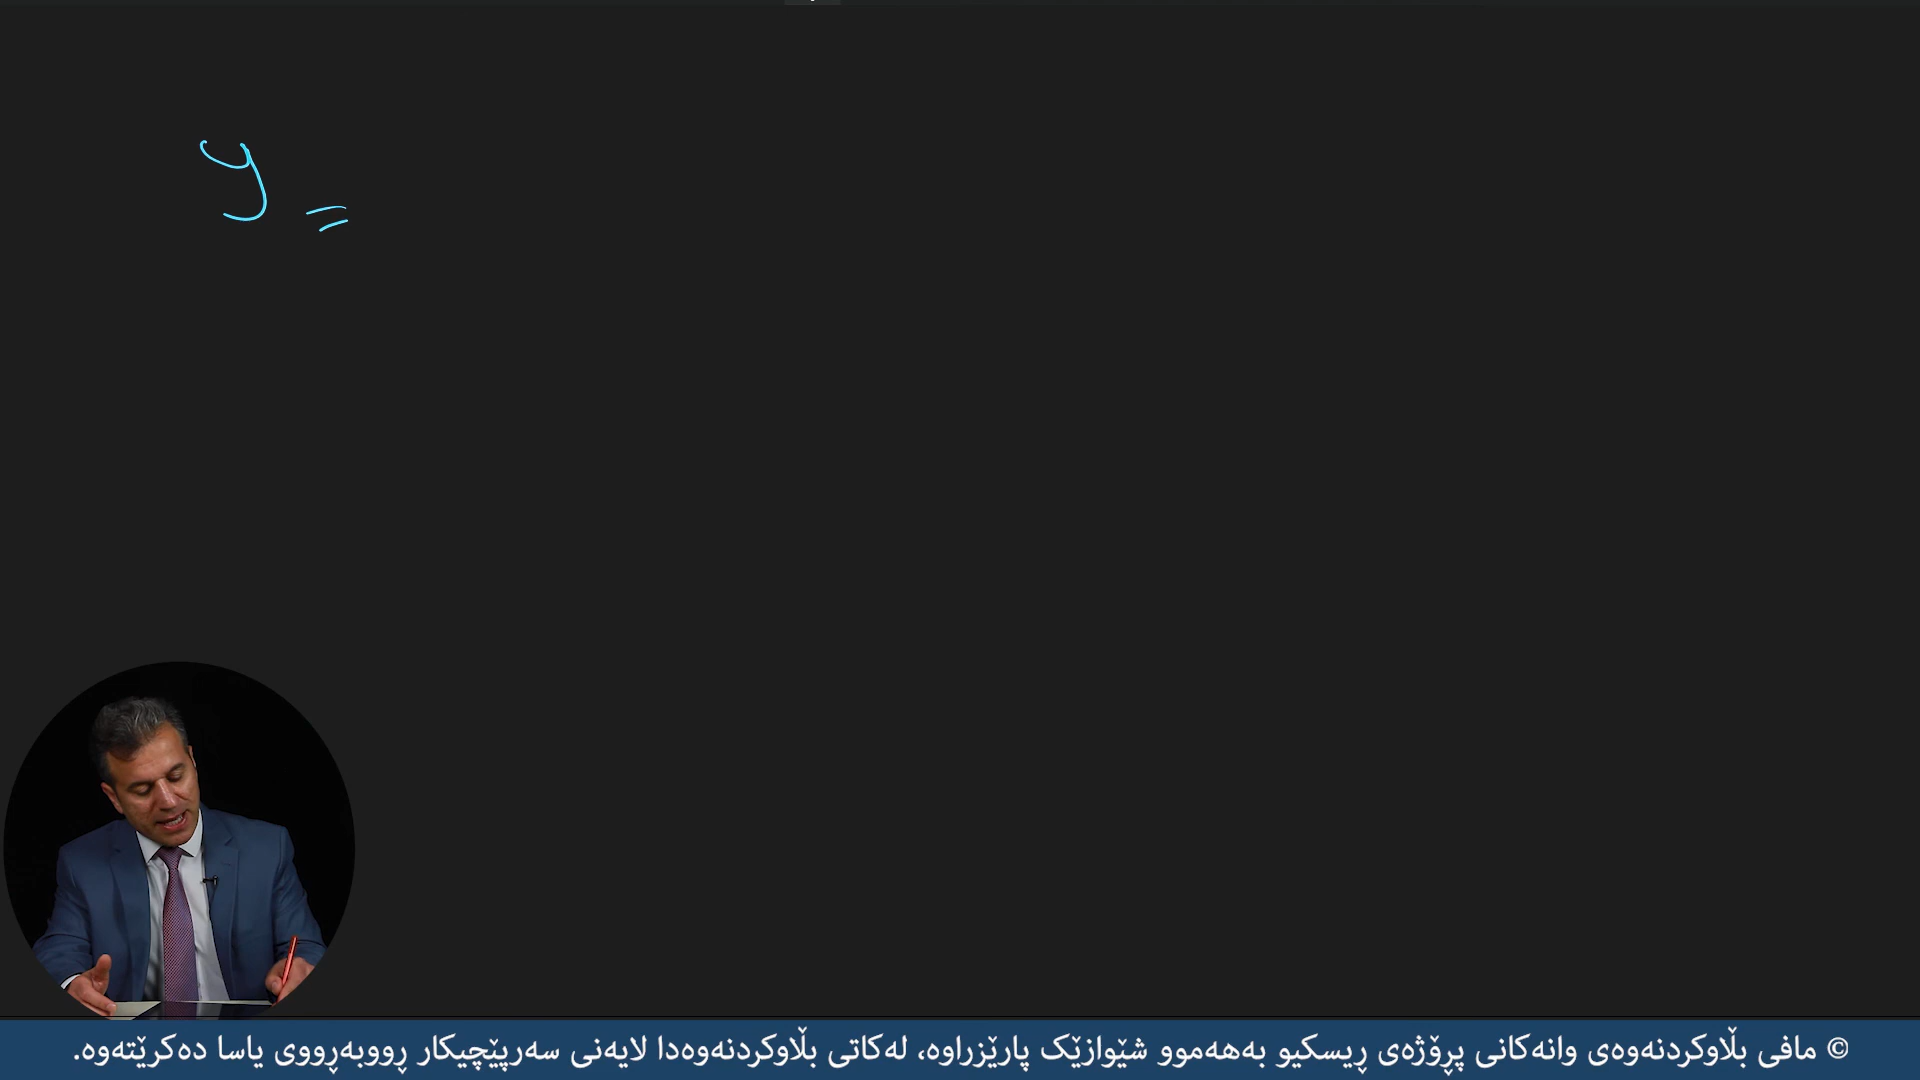 y =
© مافی بڵاوکردنەوەی وانەکانی پڕۆژەی ڕیسکیو بەهەموو شێوازێک پارێزراوە، لەکاتی بڵاوکردنەوەدا لایەنی سەرپێچیکار ڕووبەڕووی یاسا دەکرێتەوە.